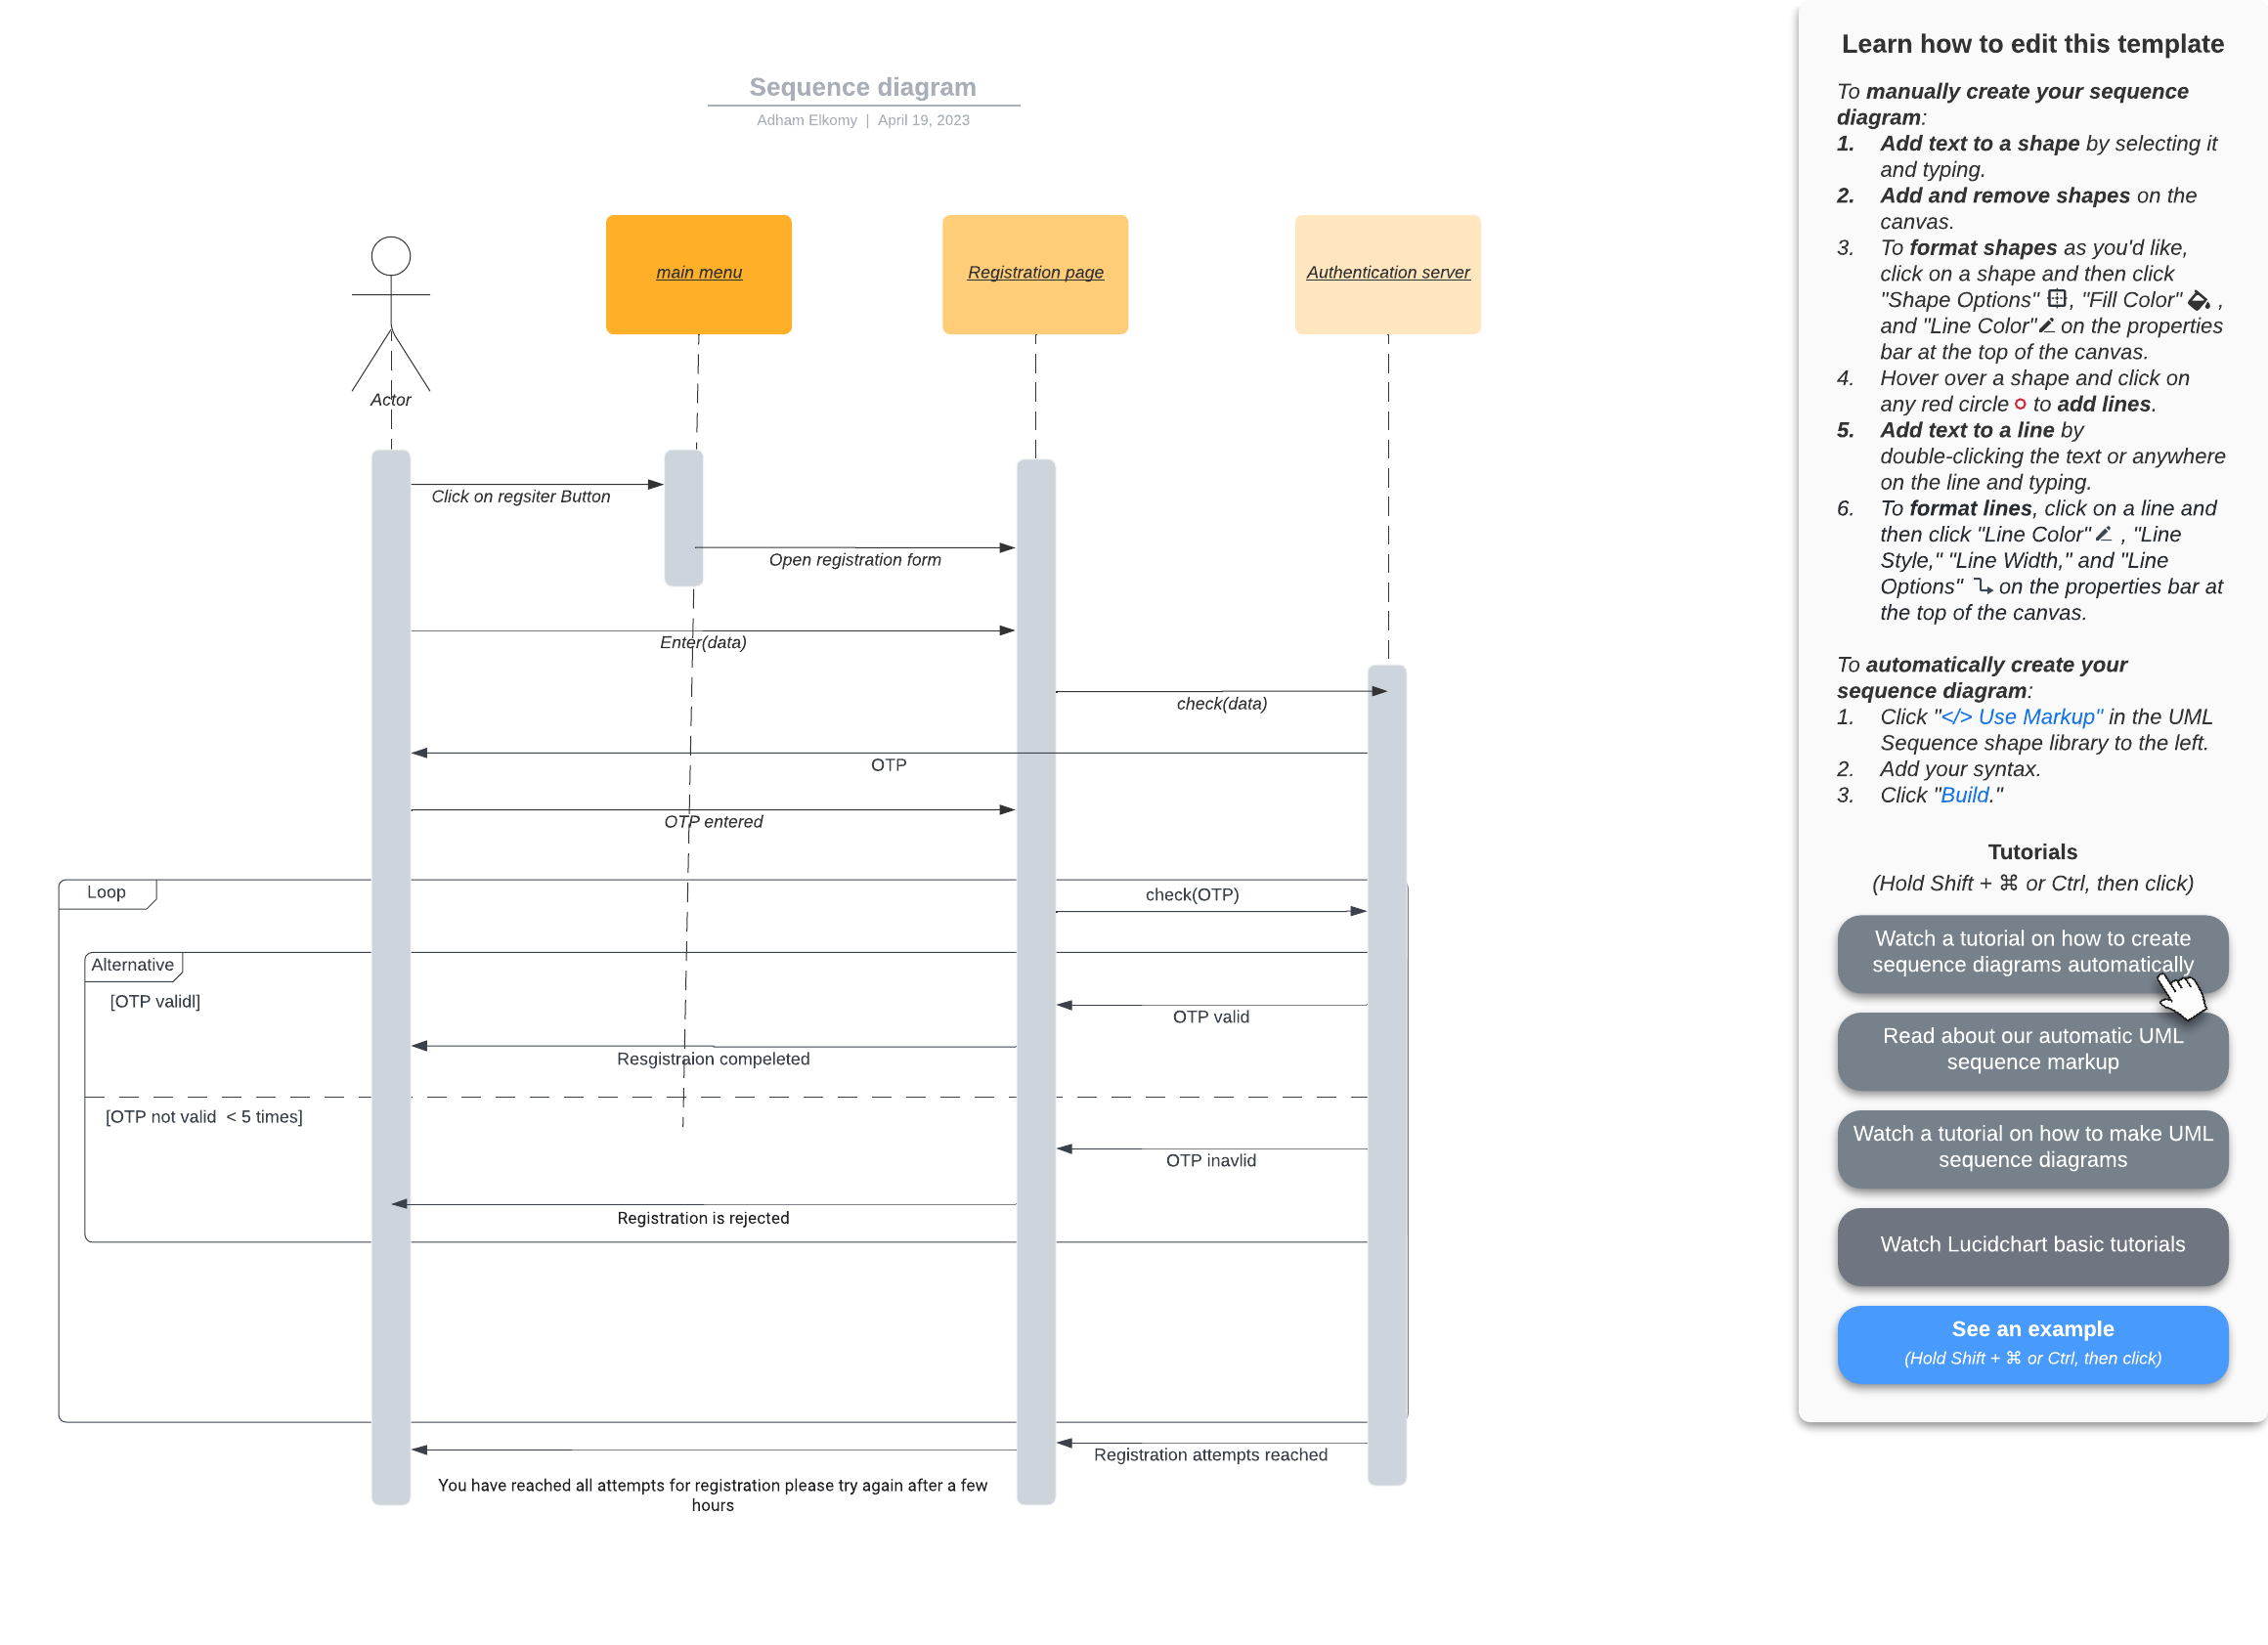 Sequence diagram
Adham Elkomy | April 19, 2023
Actor
main menu
Registration page
Authentication server
Click on regsiter Button
Open registration form
Enter(data)
check(data)
OTP
OTP entered
Loop
check(OTP)
Alternative
[OTP validl]
OTP valid
Resgistraion compeleted
[OTP not valid  < 5 times]
OTP inavlid
Registration is rejected
Registration attempts reached
You have reached all attempts for registration please try again after a few
hours
Learn how to edit this template
To manually create your sequence
diagram:
1. Add text to a shape by selecting it
and typing.
2. Add and remove shapes on the
canvas.
3. To format shapes as you'd like,
click on a shape and then click
"Shape Options" , "Fill Color" ,
and "Line Color" on the properties
bar at the top of the canvas.
4. Hover over a shape and click on
any red circle to add lines.
5. Add text to a line by
double-clicking the text or anywhere
on the line and typing.
6. To format lines, click on a line and
then click "Line Color" , "Line
Style," "Line Width," and "Line
Options" on the properties bar at
the top of the canvas.
To automatically create your
sequence diagram:
1. Click "</> Use Markup" in the UML
Sequence shape library to the left.
2. Add your syntax.
3. Click "Build."
Tutorials
(Hold Shift + ⌘ or Ctrl, then click)
Watch a tutorial on how to create
sequence diagrams automatically
Read about our automatic UML
sequence markup
Watch a tutorial on how to make UML
sequence diagrams
Watch Lucidchart basic tutorials
See an example
(Hold Shift + ⌘ or Ctrl, then click)